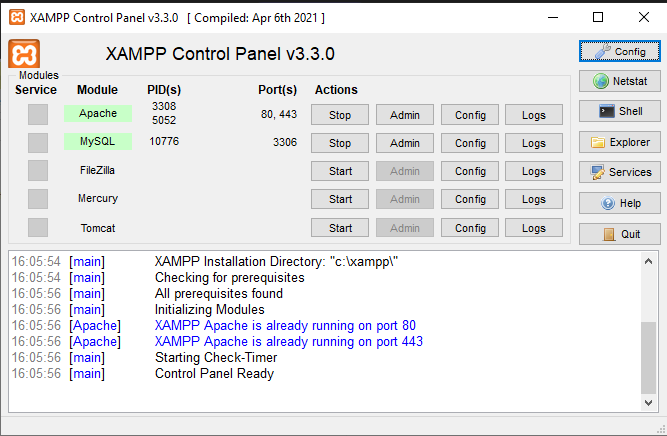 XAMPP Control Panel v3.3.0 [ Compiled: Apr 6th 2021 ]
XAMPP Control Panel v3.3.0
Config
Modules
Service Module PID(s) Port(s) Actions
Netstat
Apache 3308 5052 80, 443 Stop Admin Config Logs
Shell
MySQL 10776 3306 Stop Admin Config Logs
Explorer
FileZilla Start Admin Config Logs
Services
Mercury Start Admin Config Logs
Help
Tomcat Start Admin Config Logs
Quit
16:05:54 [main] XAMPP Installation Directory: "c:\xampp\"
16:05:54 [main] Checking for prerequisites
16:05:56 [main] All prerequisites found
16:05:56 [main] Initializing Modules
16:05:56 [Apache] XAMPP Apache is already running on port 80
16:05:56 [Apache] XAMPP Apache is already running on port 443
16:05:56 [main] Starting Check-Timer
16:05:56 [main] Control Panel Ready